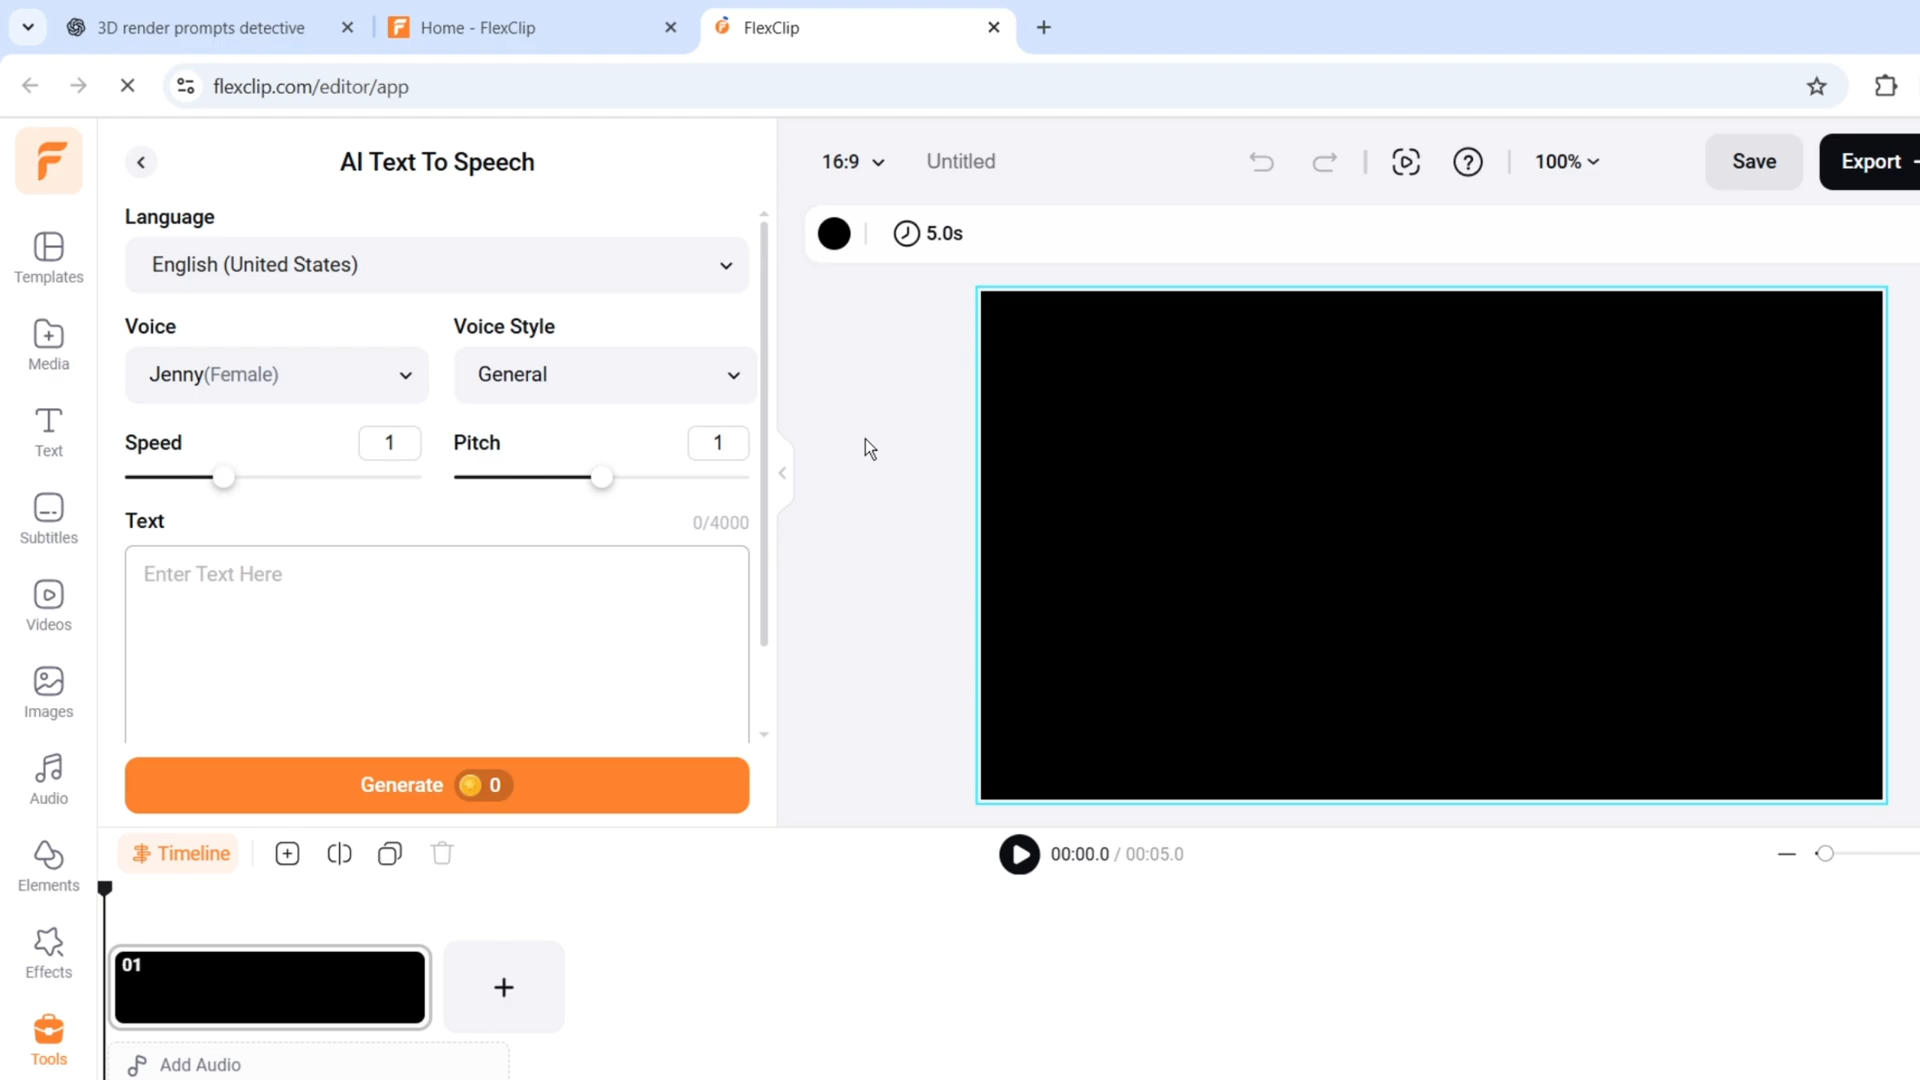 3D render prompts detective
Home - FlexClip
FlexClip
flexclip.com/editor/app
AI Text To Speech
16:9
Untitled
100%
Save
Export
Language
English (United States)
5.0s
Voice
Voice Style
Jenny(Female)
General
Speed
1
Pitch
1
Text
0/4000
Enter Text Here
Generate
0
Templates
Media
Text
Subtitles
Videos
Images
Audio
Elements
Effects
Tools
Timeline
00:00.0 / 00:05.0
01
+
Add Audio